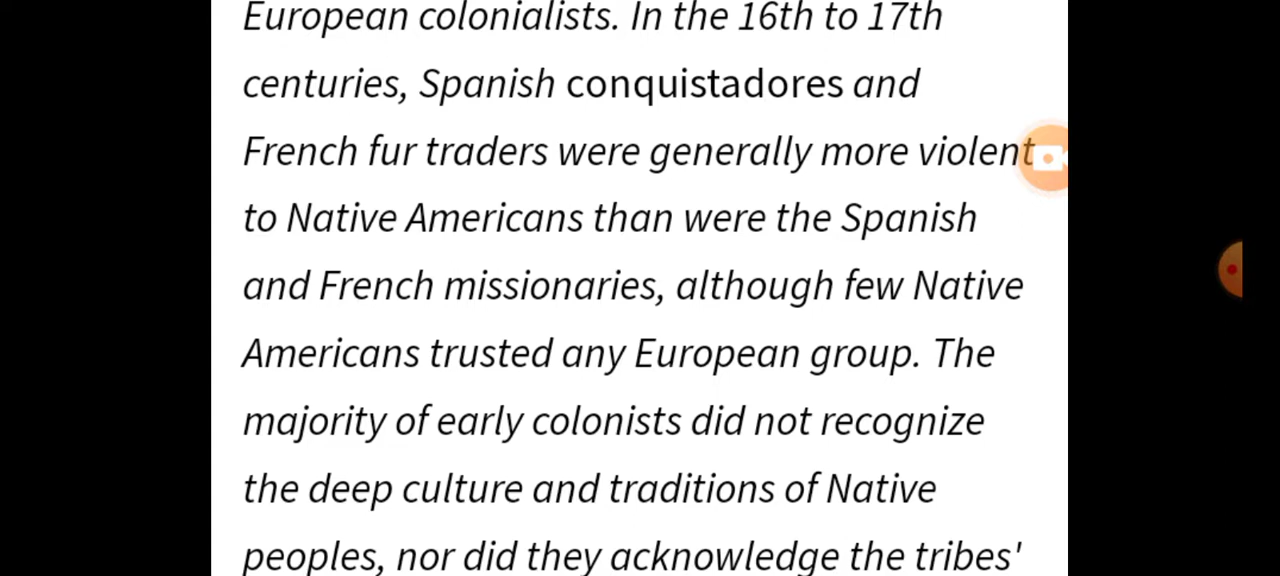 European colonialists. In the 16th to 17th
centuries, Spanish conquistadores and
French fur traders were generally more violent
to Native Americans than were the Spanish
and French missionaries, although few Native
Americans trusted any European group. The
majority of early colonists did not recognize
the deep culture and traditions of Native
peoples, nor did they acknowledge the tribes'